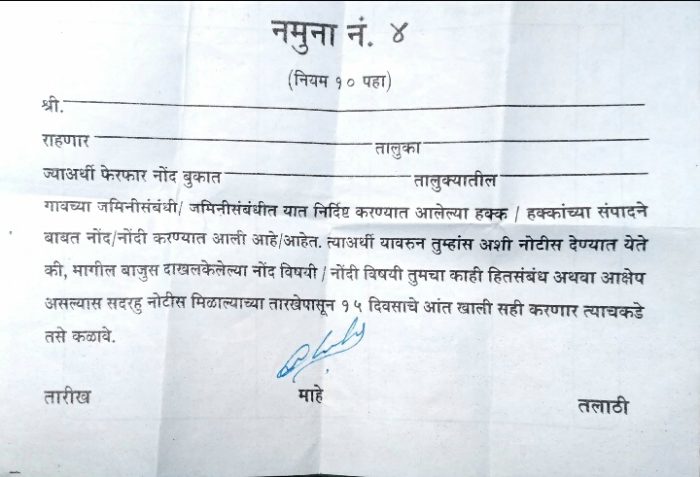 नमुना नं. ४
(नियम १० पहा)
श्री.
राहणार तालुका
ज्याअर्थी फेरफार नोंद बुकात तालुक्यातील
गावच्या जमिनीसंबंधी/ जमिनीसंबंधीत यात निर्दिष्ट करण्यात आलेल्या हक्क / हक्कांच्या संपादने
बाबत नोंद/नोंदी करण्यात आली आहे/आहेत. त्याअर्थी यावरुन तुम्हांस अशी नोटीस देण्यात येते
की, मागील बाजुस दाखलकेलेल्या नोंद विषयी / नोंदी विषयी तुमचा काही हितसंबंध अथवा आक्षेप
असल्यास सदरहु नोटीस मिळाल्याच्या तारखेपासून १५ दिवसाचे आंत खाली सही करणार त्याचकडे
तसे कळावे.
तारीख माहे तलाठी